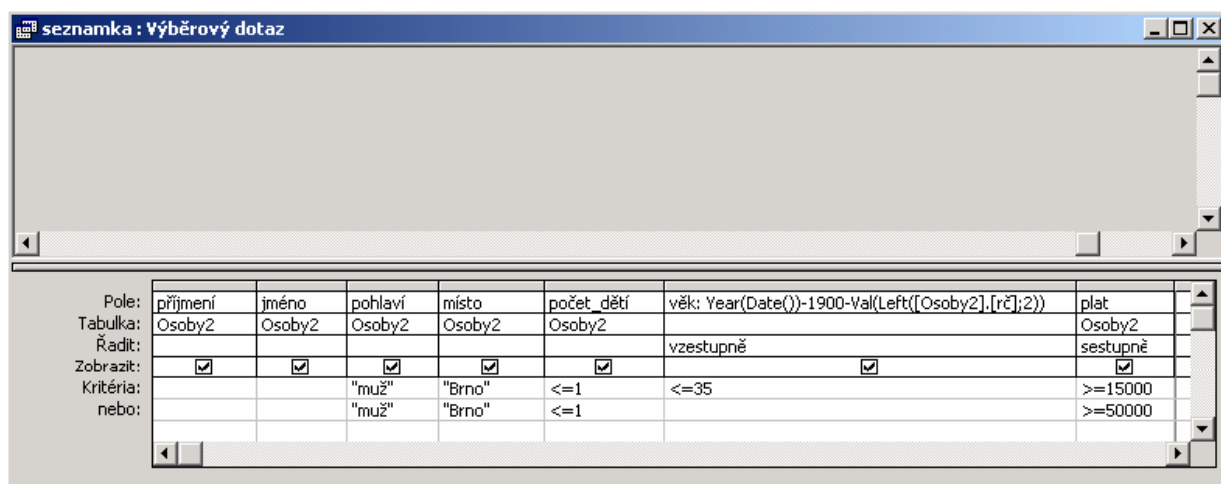 seznamka : Výběrový dotaz
Pole: příjmení jméno pohlaví místo počet_dětí věk: Year(Date())-1900-Val(Left([Osoby2].[rč];2)) plat
Tabulka: Osoby2 Osoby2 Osoby2 Osoby2 Osoby2 Osoby2
Řadit: vzestupně sestupně
Zobrazit:
Kritéria: "muž" "Brno" <=1 <=35 >=15000
nebo: "muž" "Brno" <=1 >=50000